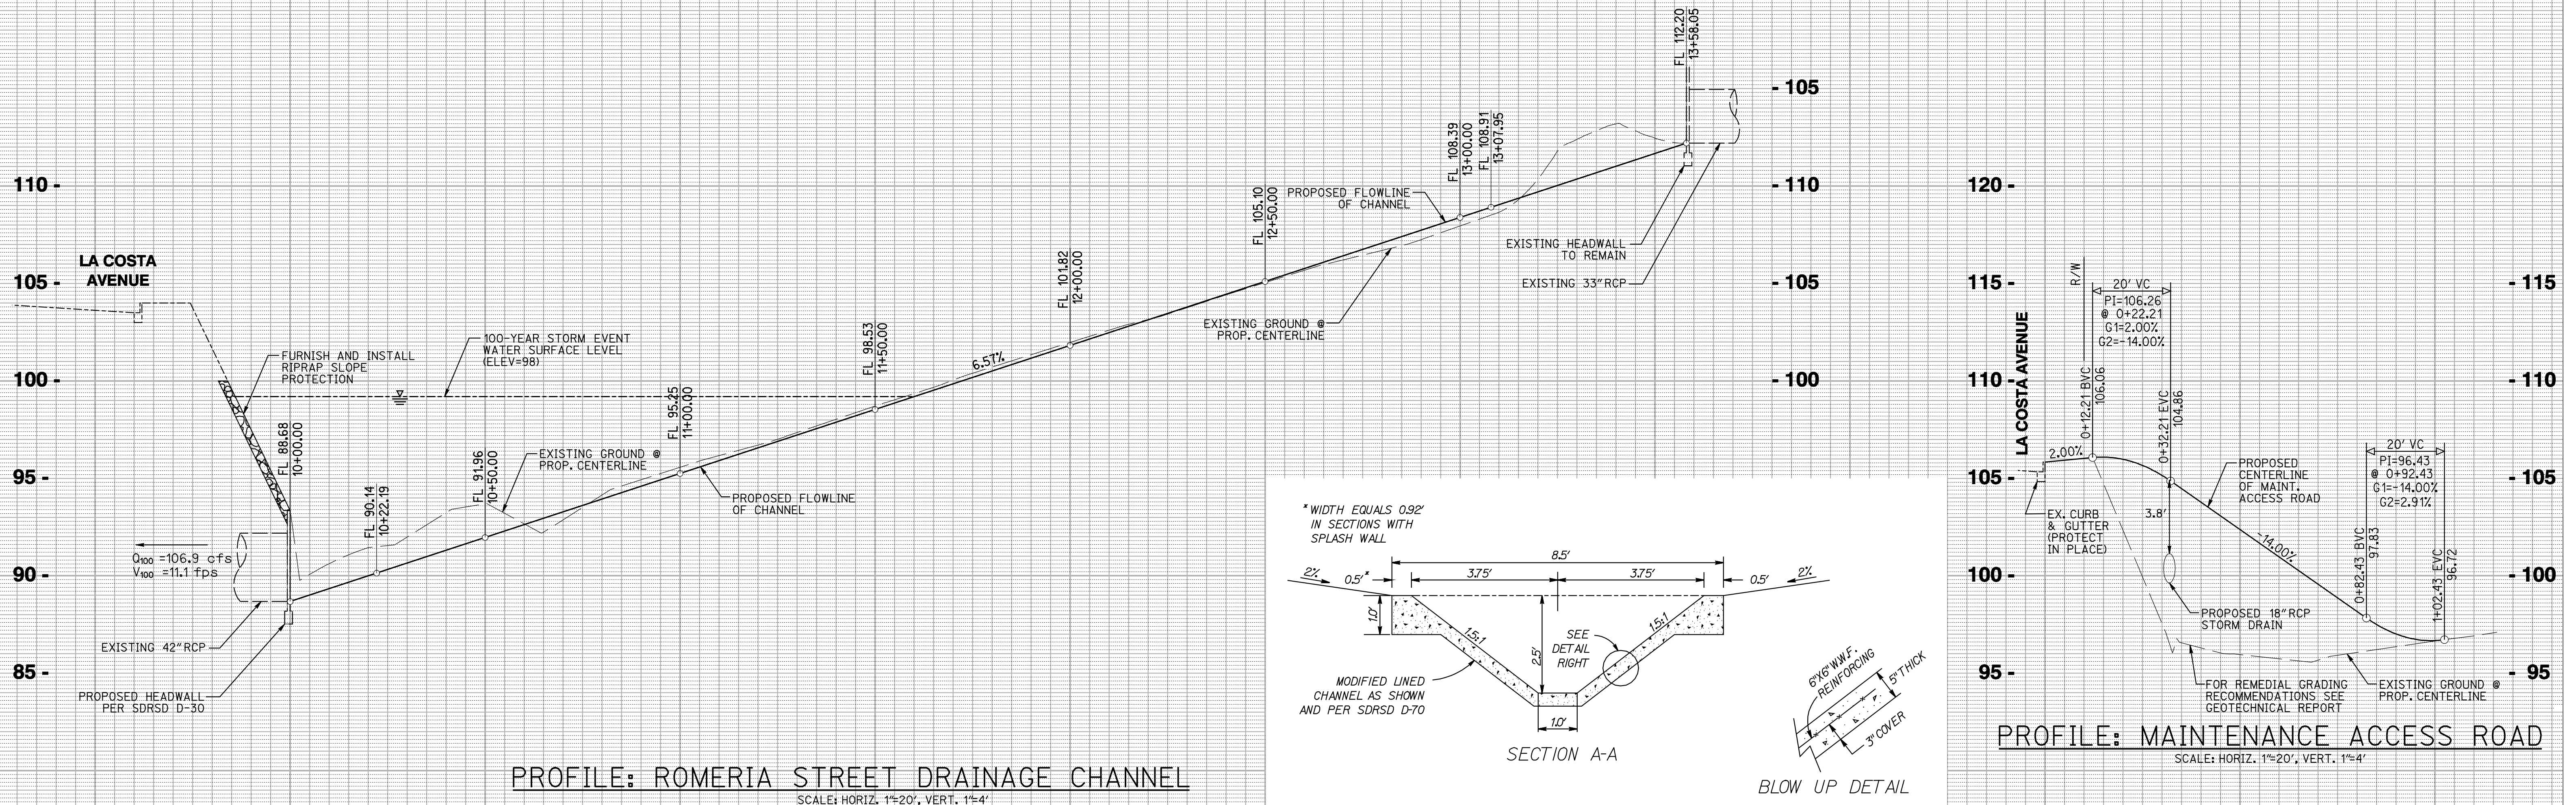 110 -
105 -
100 -
95 -
90 -
85 -
LA COSTA
AVENUE
FURNISH AND INSTALL
RIPRAP SLOPE
PROTECTION
100-YEAR STORM EVENT
WATER SURFACE LEVEL
(ELEV=98)
Q100 =106.9 cfs
V100 =11.1 fps
EXISTING 42" RCP
PROPOSED HEADWALL
PER SDRSD D-30
FL 88.68
10+00.00
FL 90.14
10+22.19
FL 91.96
10+50.00
EXISTING GROUND @
PROP. CENTERLINE
FL 95.25
11+00.00
PROPOSED FLOWLINE
OF CHANNEL
FL 98.53
11+50.00
6.57%
FL 101.82
12+00.00
FL 105.10
12+50.00
PROPOSED FLOWLINE
OF CHANNEL
EXISTING GROUND @
PROP. CENTERLINE
FL 108.39
13+00.00
FL 108.91
13+07.95
EXISTING HEADWALL
TO REMAIN
EXISTING 33" RCP
FL 112.20
13+58.05
- 105
- 110
- 105
- 100
PROFILE: ROMERIA STREET DRAINAGE CHANNEL
SCALE: HORIZ. 1"=20', VERT. 1"=4'
*WIDTH EQUALS 0.92'
IN SECTIONS WITH
SPLASH WALL
8.5'
2%
0.5'*
3.75'
3.75'
0.5'
2%
1.0'
1.5:1
2.5'
1.5:1
SEE
DETAIL
RIGHT
MODIFIED LINED
CHANNEL AS SHOWN
AND PER SDRSD D-70
1.0'
SECTION A-A
6"X6" W.W.F.
REINFORCING
5" THICK
3" COVER
BLOW UP DETAIL
120 -
115 -
110 -
105 -
100 -
95 -
LA COSTA AVENUE
R/W
20' VC
PI=106.26
@ 0+22.21
G1=2.00%
G2=-14.00%
0+12.21 BVC
106.06
0+32.21 EVC
104.86
2.00%
EX. CURB
& GUTTER
(PROTECT
IN PLACE)
3.8'
PROPOSED
CENTERLINE
OF MAINT.
ACCESS ROAD
-14.00%
PROPOSED 18" RCP
STORM DRAIN
20' VC
PI=96.43
@ 0+92.43
G1=-14.00%
G2=2.91%
0+82.43 BVC
97.83
1+02.43 EVC
96.72
FOR REMEDIAL GRADING
RECOMMENDATIONS SEE
GEOTECHNICAL REPORT
EXISTING GROUND @
PROP. CENTERLINE
- 115
- 110
- 105
- 100
- 95
PROFILE: MAINTENANCE ACCESS ROAD
SCALE: HORIZ. 1"=20', VERT. 1"=4'